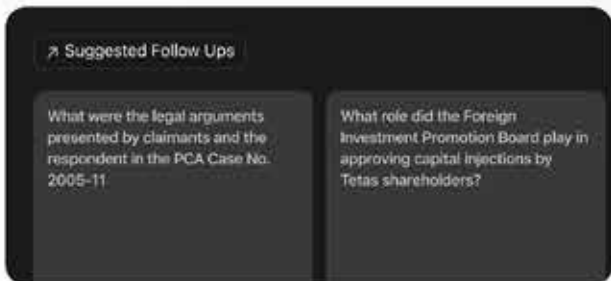 Suggested Follow Ups
What were the legal arguments
presented by claimants and the
respondent in the PCA Case No.
2005-11
What role did the Foreign
Investment Promotion Board play in
approving capital injections by
Tetas shareholders?